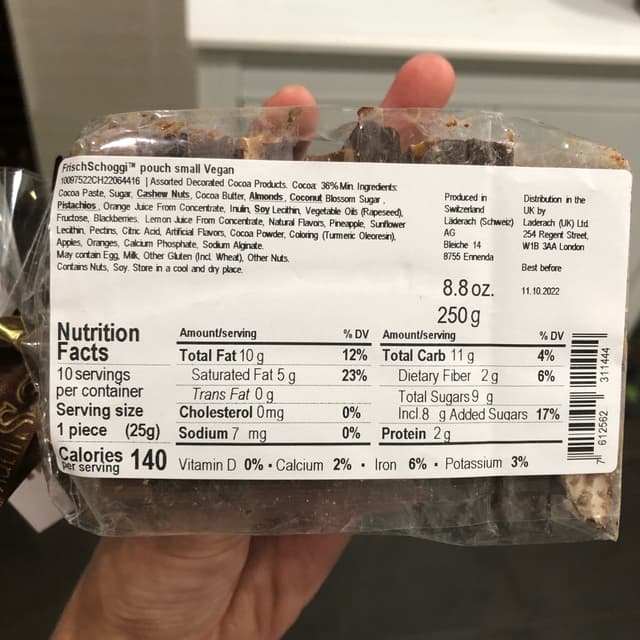 FrischSchoggi™ pouch small Vegan
10097522CH22064416 | Assorted Decorated Cocoa Products. Cocoa: 36% Min. Ingredients:
Cocoa Paste, Sugar, Cashew Nuts, Cocoa Butter, Almonds, Coconut Blossom Sugar,
Pistachios, Orange Juice From Concentrate, Inulin, Soy Lecithin, Vegetable Oils (Rapeseed),
Fructose, Blackberries, Lemon Juice From Concentrate, Natural Flavors, Pineapple, Sunflower
Lecithin, Pectins, Citric Acid, Artificial Flavors, Cocoa Powder, Coloring (Turmeric Oleoresin),
Apples, Oranges, Calcium Phosphate, Sodium Alginate.
May contain Egg, Milk, Other Gluten (Incl. Wheat), Other Nuts.
Contains Nuts, Soy. Store in a cool and dry place.
Produced in
Switzerland
Läderach (Schweiz)
AG
Bleiche 14
8755 Ennenda
Distribution in the
UK by
Läderach (UK) Ltd.
254 Regent Street,
W1B 3AA London
Best before
11.10.2022
8.8 oz.
250 g
Nutrition
Facts
10 servings
per container
Serving size
1 piece (25g)
Calories
per serving 140
Amount/serving % DV
Total Fat 10 g 12%
Saturated Fat 5 g 23%
Trans Fat 0 g
Cholesterol 0mg 0%
Sodium 7 mg 0%
Amount/serving % DV
Total Carb 11 g 4%
Dietary Fiber 2 g 6%
Total Sugars 9 g
Incl. 8 g Added Sugars 17%
Protein 2 g
Vitamin D 0% • Calcium 2% • Iron 6% • Potassium 3%
7 612562 311444